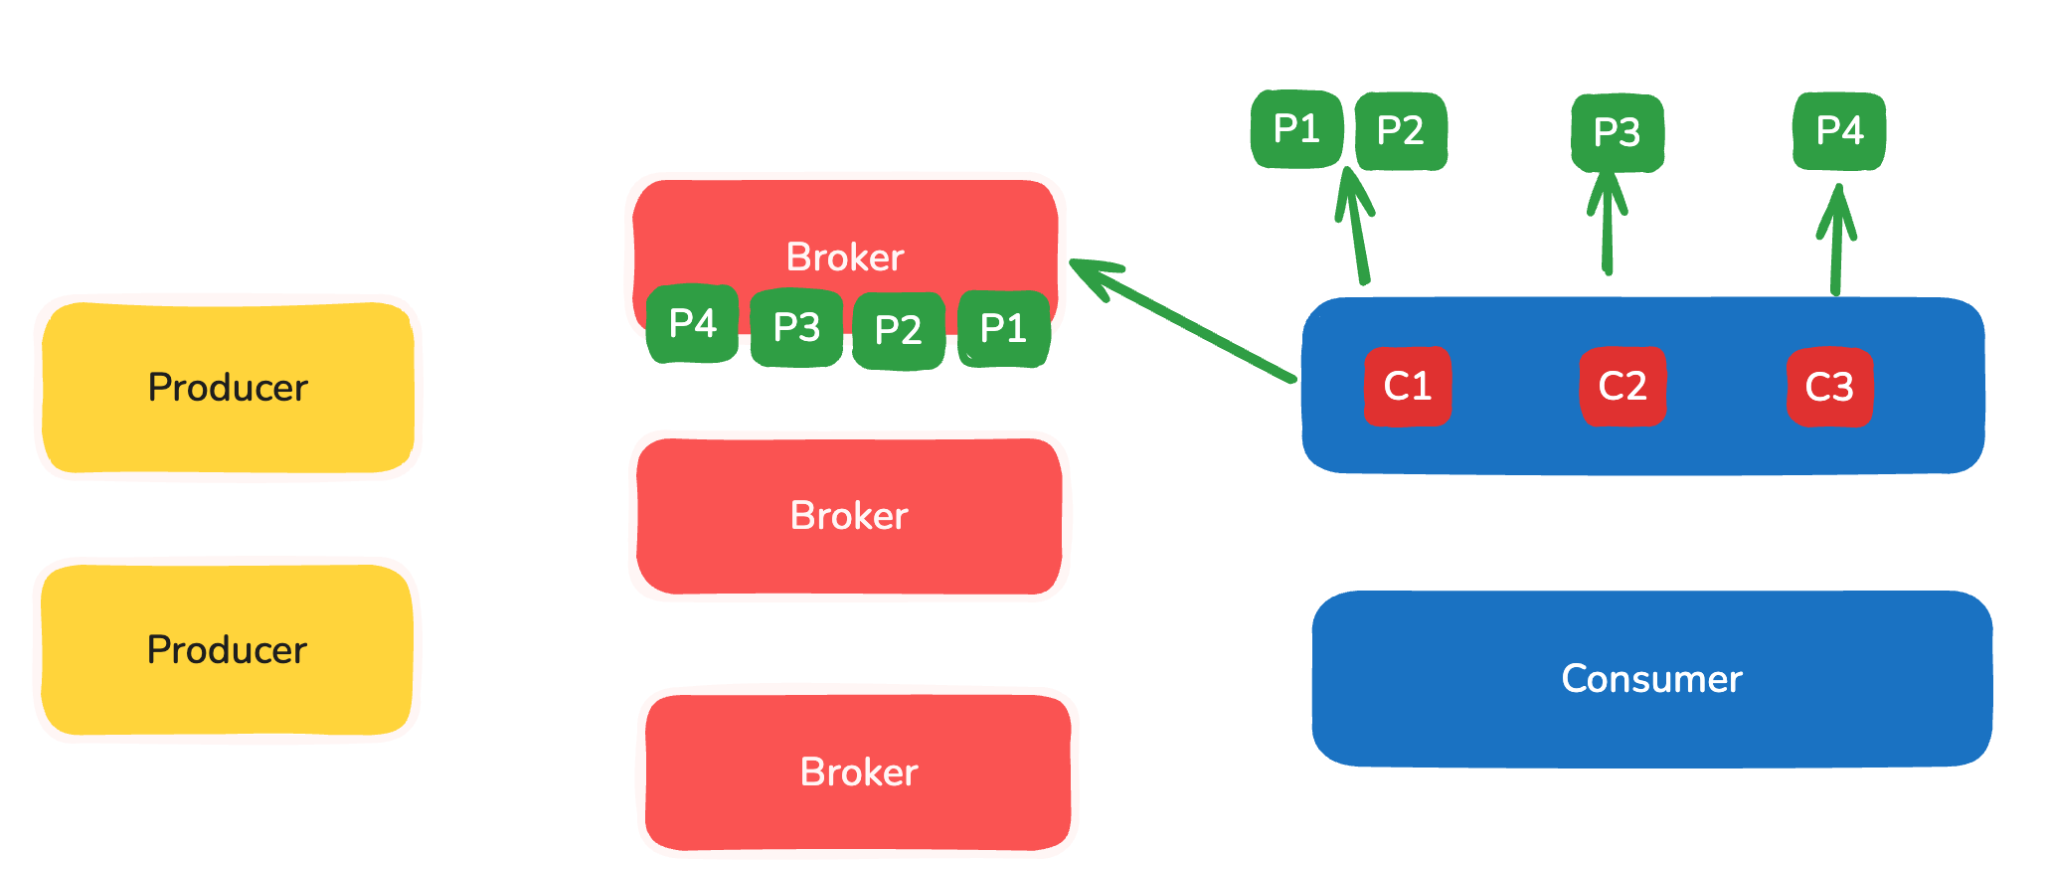 Producer
Producer
Broker
P4
P3
P2
P1
Broker
Broker
P1
P2
P3
P4
C1
C2
C3
Consumer